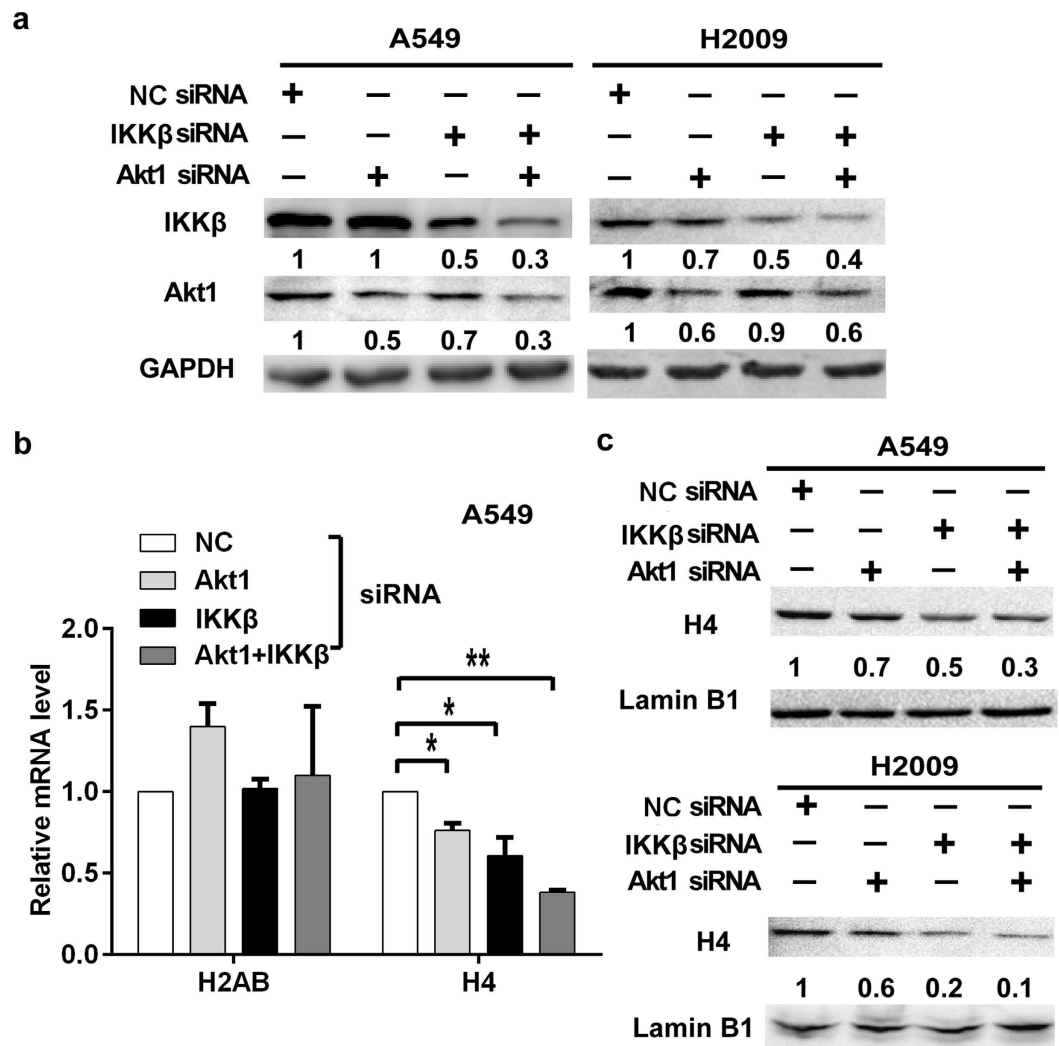 a
A549 H2009
NC siRNA + – – – + – – –
IKKβ siRNA – – + + – – + +
Akt1 siRNA – + – + – + – +
IKKβ
1 1 0.5 0.3 1 0.7 0.5 0.4
Akt1
1 0.5 0.7 0.3 1 0.6 0.9 0.6
GAPDH
b
A549
NC
Akt1
IKKβ
Akt1+IKKβ
siRNA
Relative mRNA level
2.0
1.5
1.0
0.5
0.0
**
*
*
H2AB H4
c
A549
NC siRNA + – – –
IKKβ siRNA – – + +
Akt1 siRNA – + – +
H4
1 0.7 0.5 0.3
Lamin B1
H2009
NC siRNA + – – –
IKKβ siRNA – – + +
Akt1 siRNA – + – +
H4
1 0.6 0.2 0.1
Lamin B1